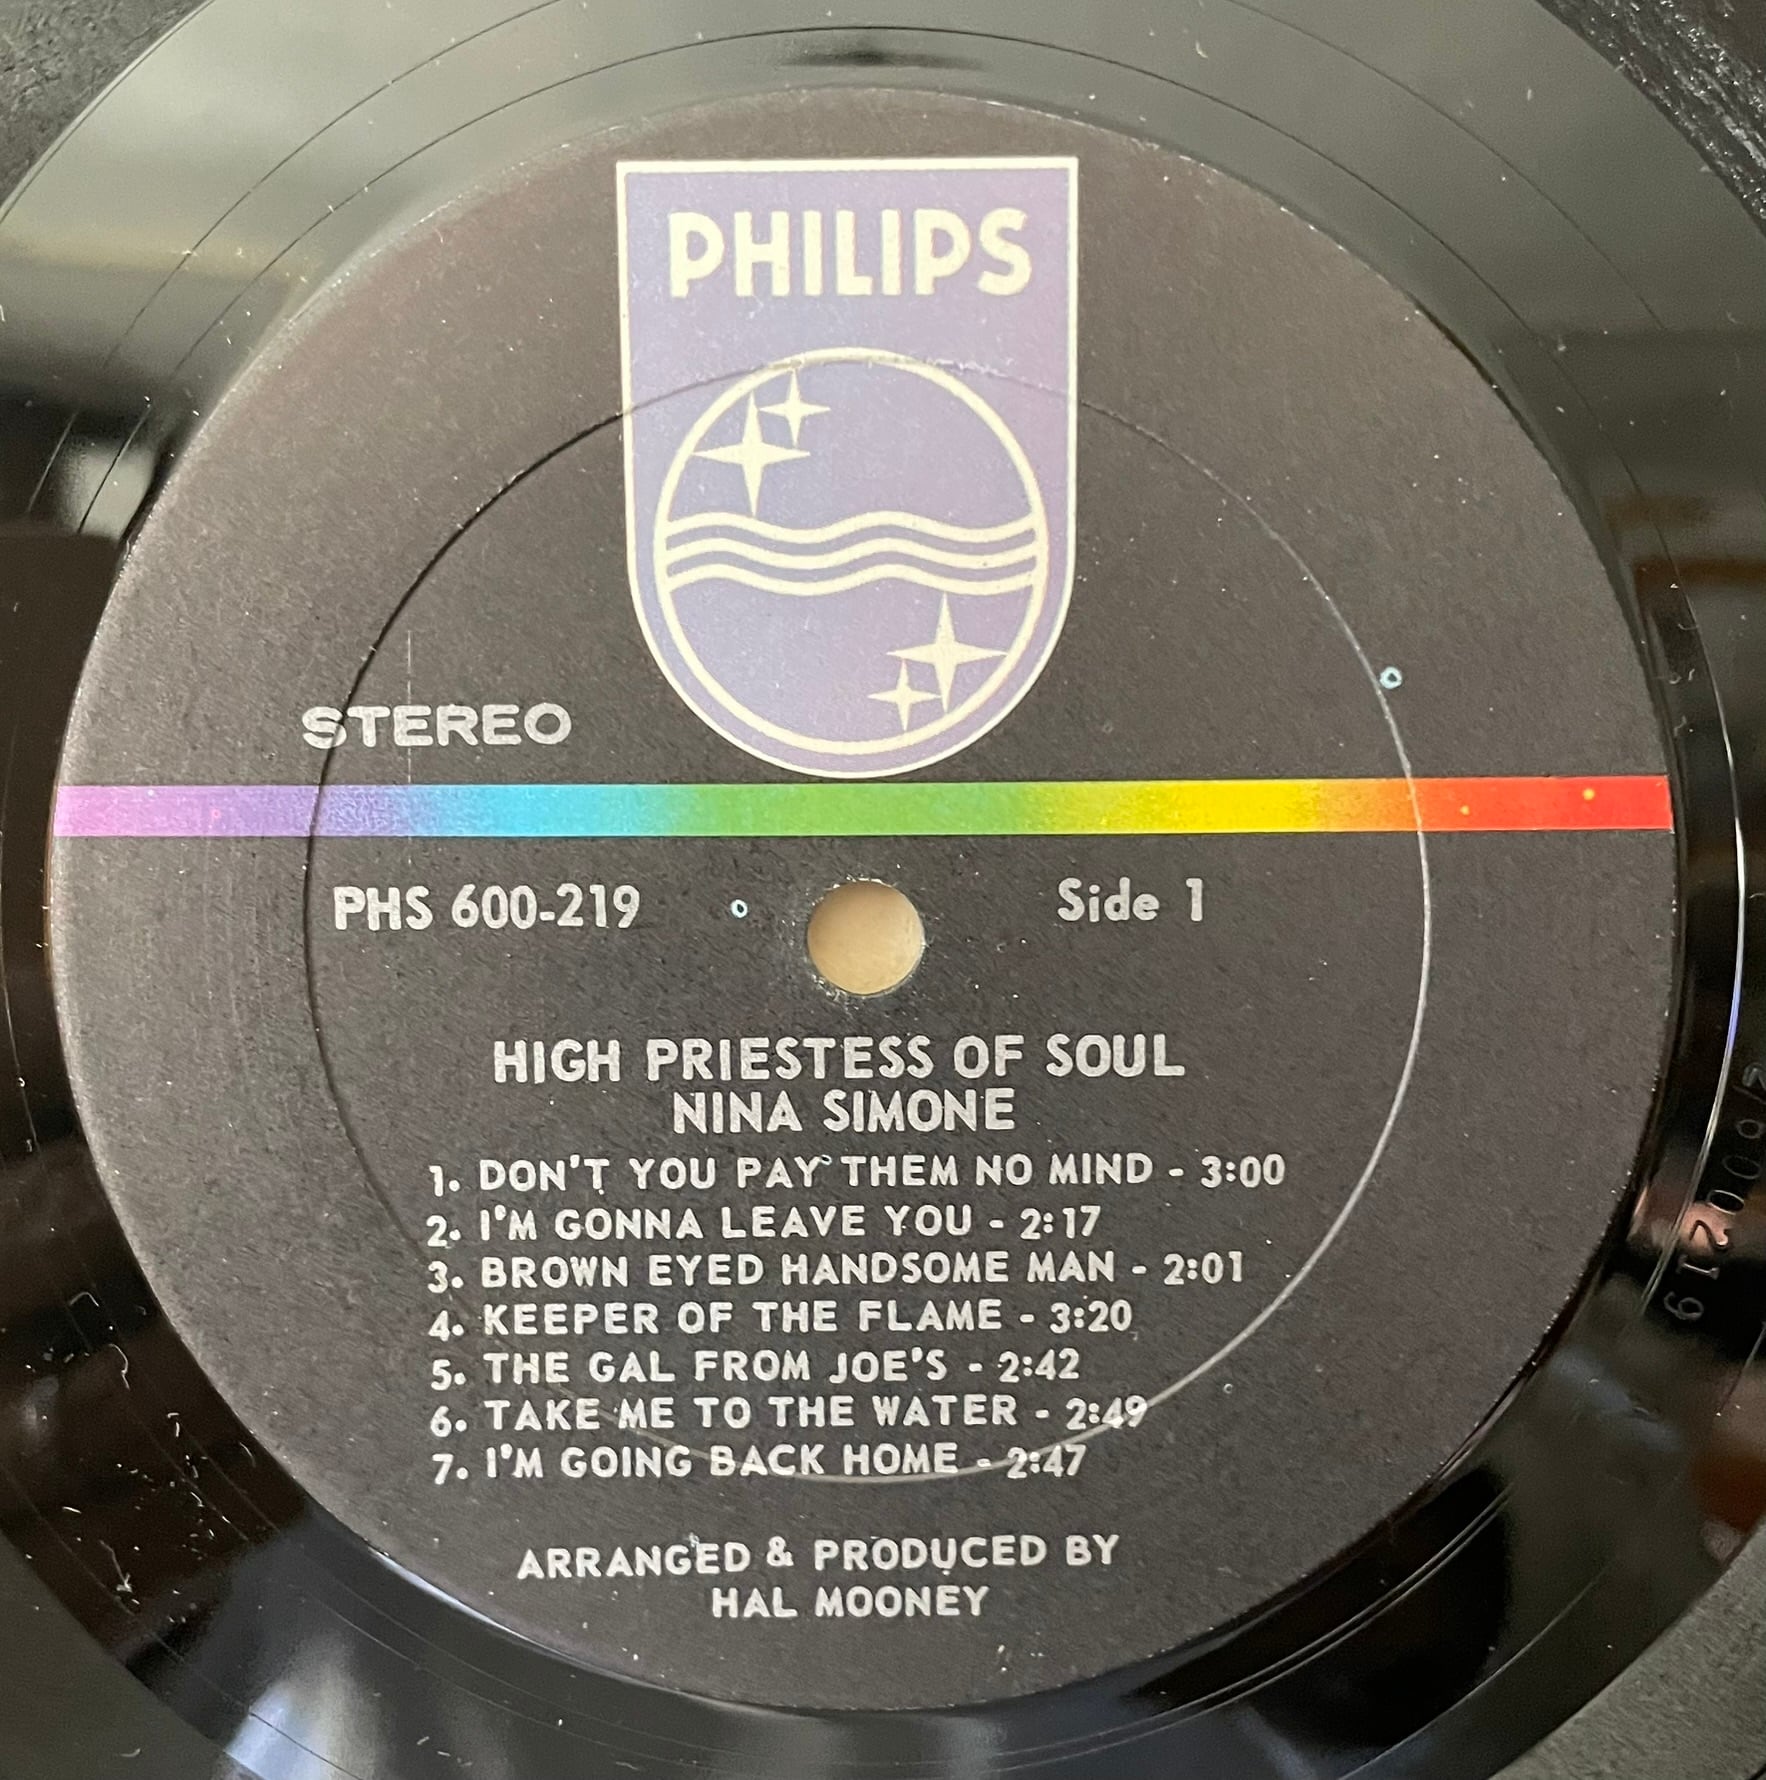 PHILIPS
STEREO
PHS 600-219
Side 1
HIGH PRIESTESS OF SOUL
NINA SIMONE
1. DON'T YOU PAY THEM NO MIND - 3:00
2. I'M GONNA LEAVE YOU - 2:17
3. BROWN EYED HANDSOME MAN - 2:01
4. KEEPER OF THE FLAME - 3:20
5. THE GAL FROM JOE'S - 2:42
6. TAKE ME TO THE WATER - 2:49
7. I'M GOING BACK HOME - 2:47
ARRANGED & PRODUCED BY
HAL MOONEY